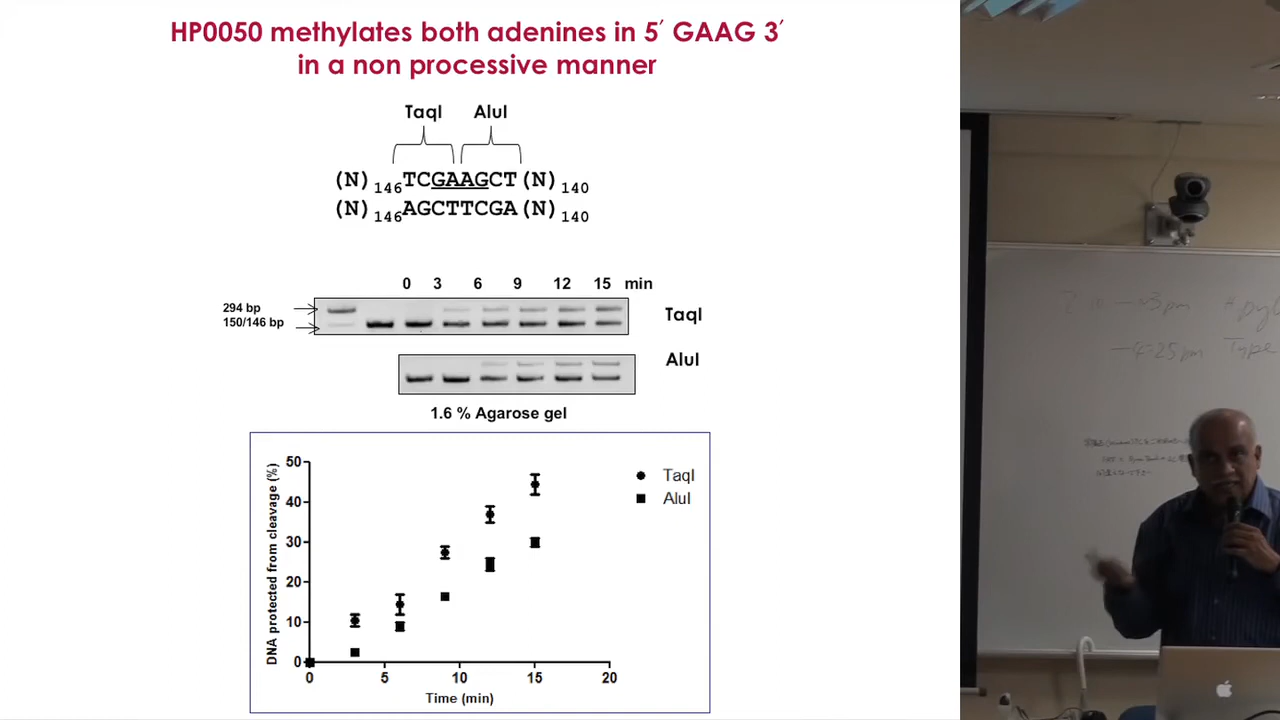 HP0050 methylates both adenines in 5′ GAAG 3′
in a non processive manner
TaqI AluI
(N)146TCGAAGCT(N)140
(N)146AGCTTCGA(N)140
0 3 6 9 12 15 min
294 bp
150/146 bp
TaqI
AluI
1.6 % Agarose gel
DNA protected from cleavage (%)
50
40
30
20
10
0
0 5 10 15 20
Time (min)
TaqI
AluI